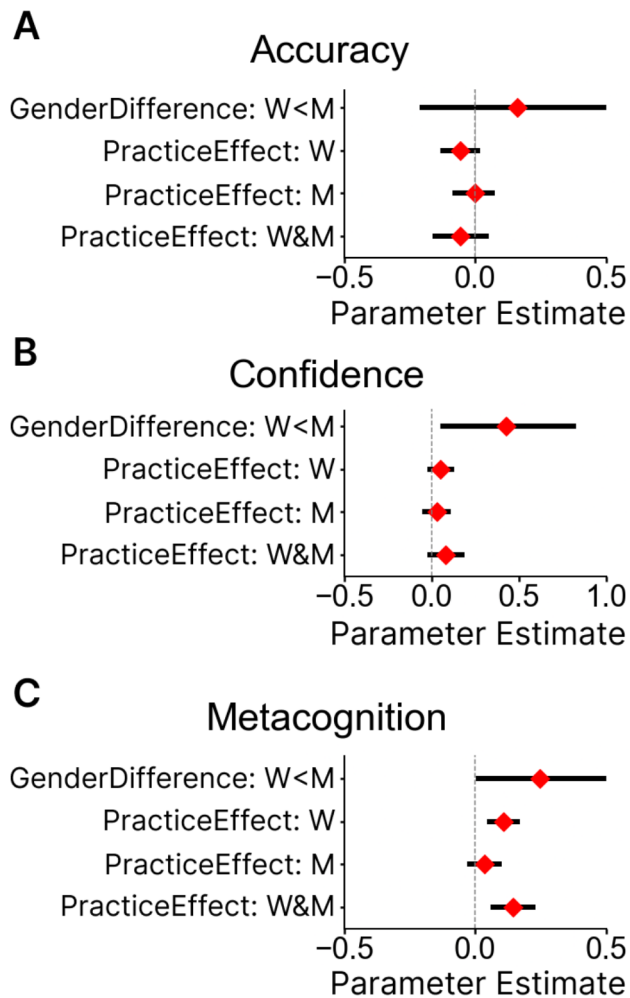 A
Accuracy
GenderDifference: W<M
PracticeEffect: W
PracticeEffect: M
PracticeEffect: W&M
−0.5 0.0 0.5
Parameter Estimate
B
Confidence
GenderDifference: W<M
PracticeEffect: W
PracticeEffect: M
PracticeEffect: W&M
−0.5 0.0 0.5 1.0
Parameter Estimate
C
Metacognition
GenderDifference: W<M
PracticeEffect: W
PracticeEffect: M
PracticeEffect: W&M
−0.5 0.0 0.5
Parameter Estimate